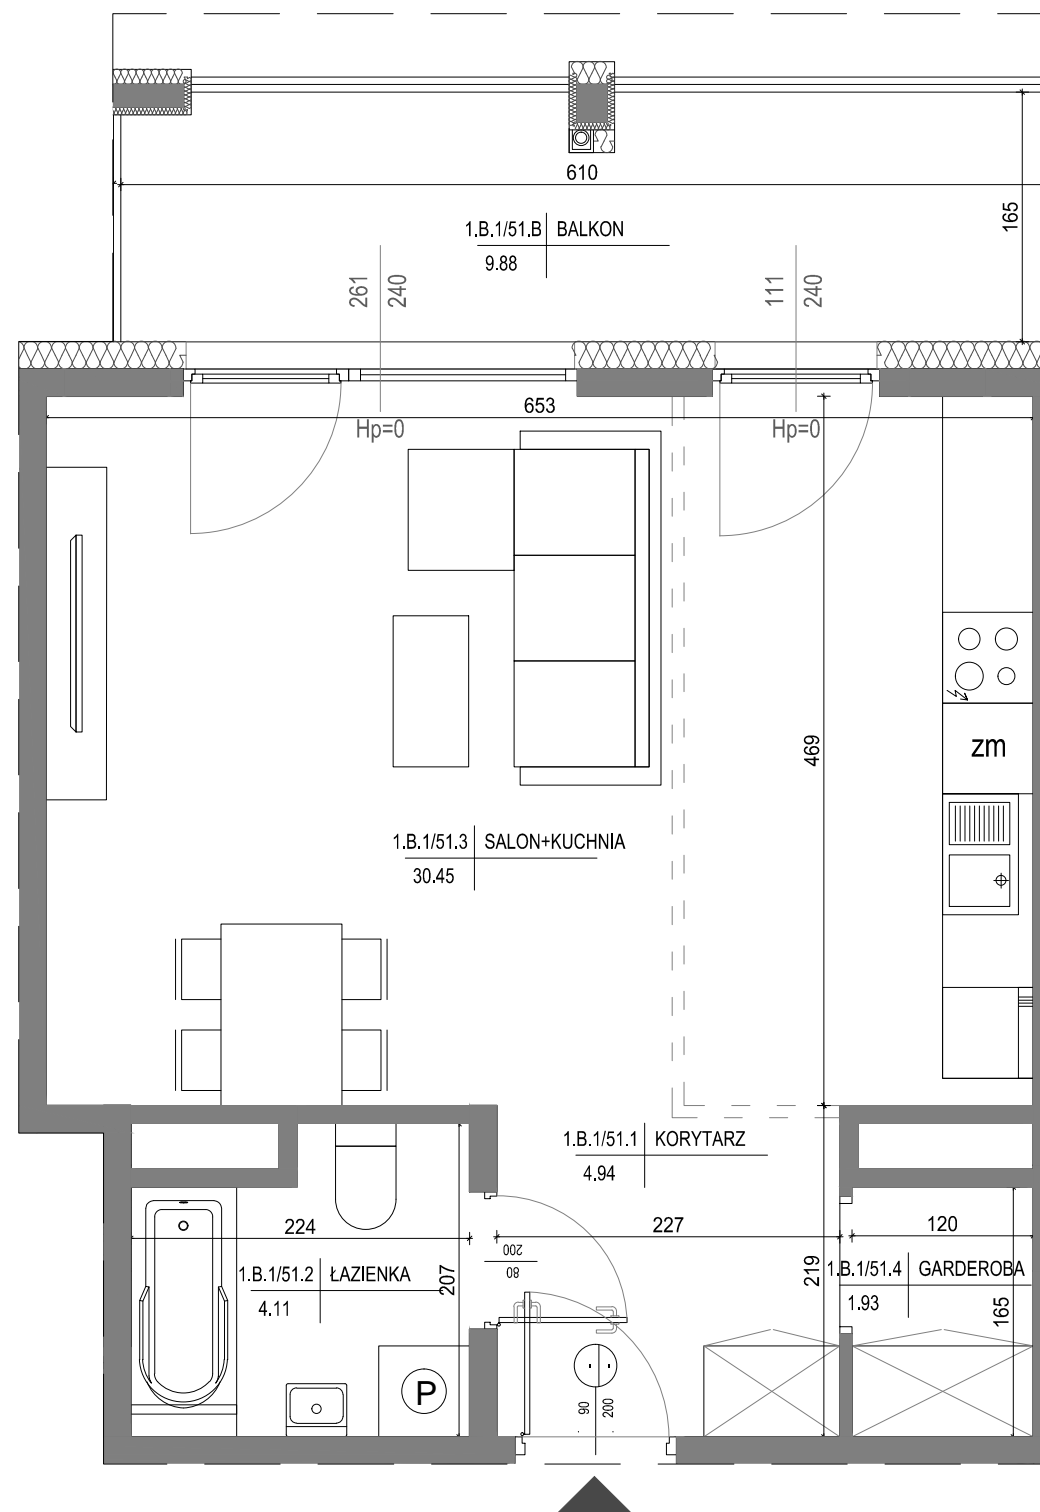 610
165
1.B.1/51.B BALKON
9.88
261
240
111
240
653
Hp=0
Hp=0
469
zm
1.B.1/51.3 SALON+KUCHNIA
30.45
1.B.1/51.1 KORYTARZ
4.94
224
227
120
200
80
207
219
165
1.B.1/51.2 ŁAZIENKA
4.11
1.B.1/51.4 GARDEROBA
1.93
P
90
200